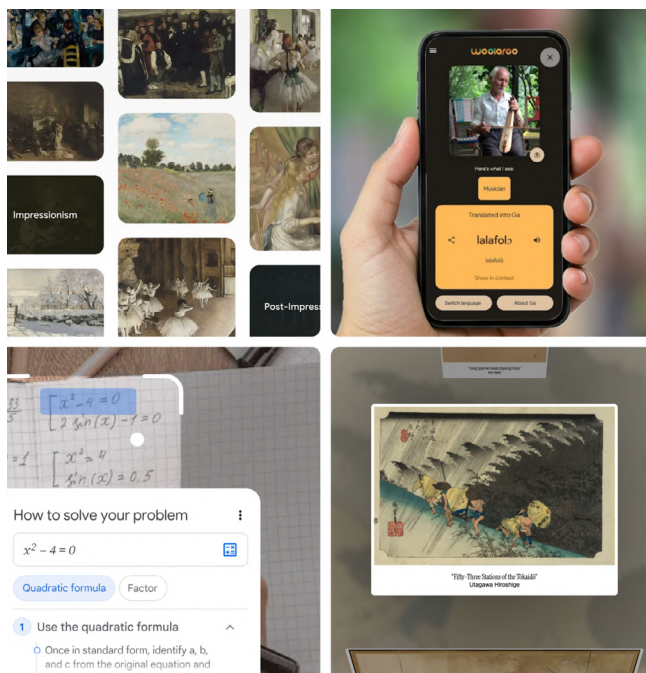 Impressionism
Post-Impres
woolaroo
Here's what I see:
Musician
Translated into Ga
lalafolɔ
lalafolɔ
Show in context
Switch language
About Ga
x² - 4 = 0
2 sin(x) - 1 = 0
x² = 4
sin(x) = 0.5
How to solve your problem
x² − 4 = 0
Quadratic formula
Factor
1 Use the quadratic formula
Once in standard form, identify a, b,
and c from the original equation and
"Fifty-Three Stations of the Tokaidō"
Utagawa Hiroshige